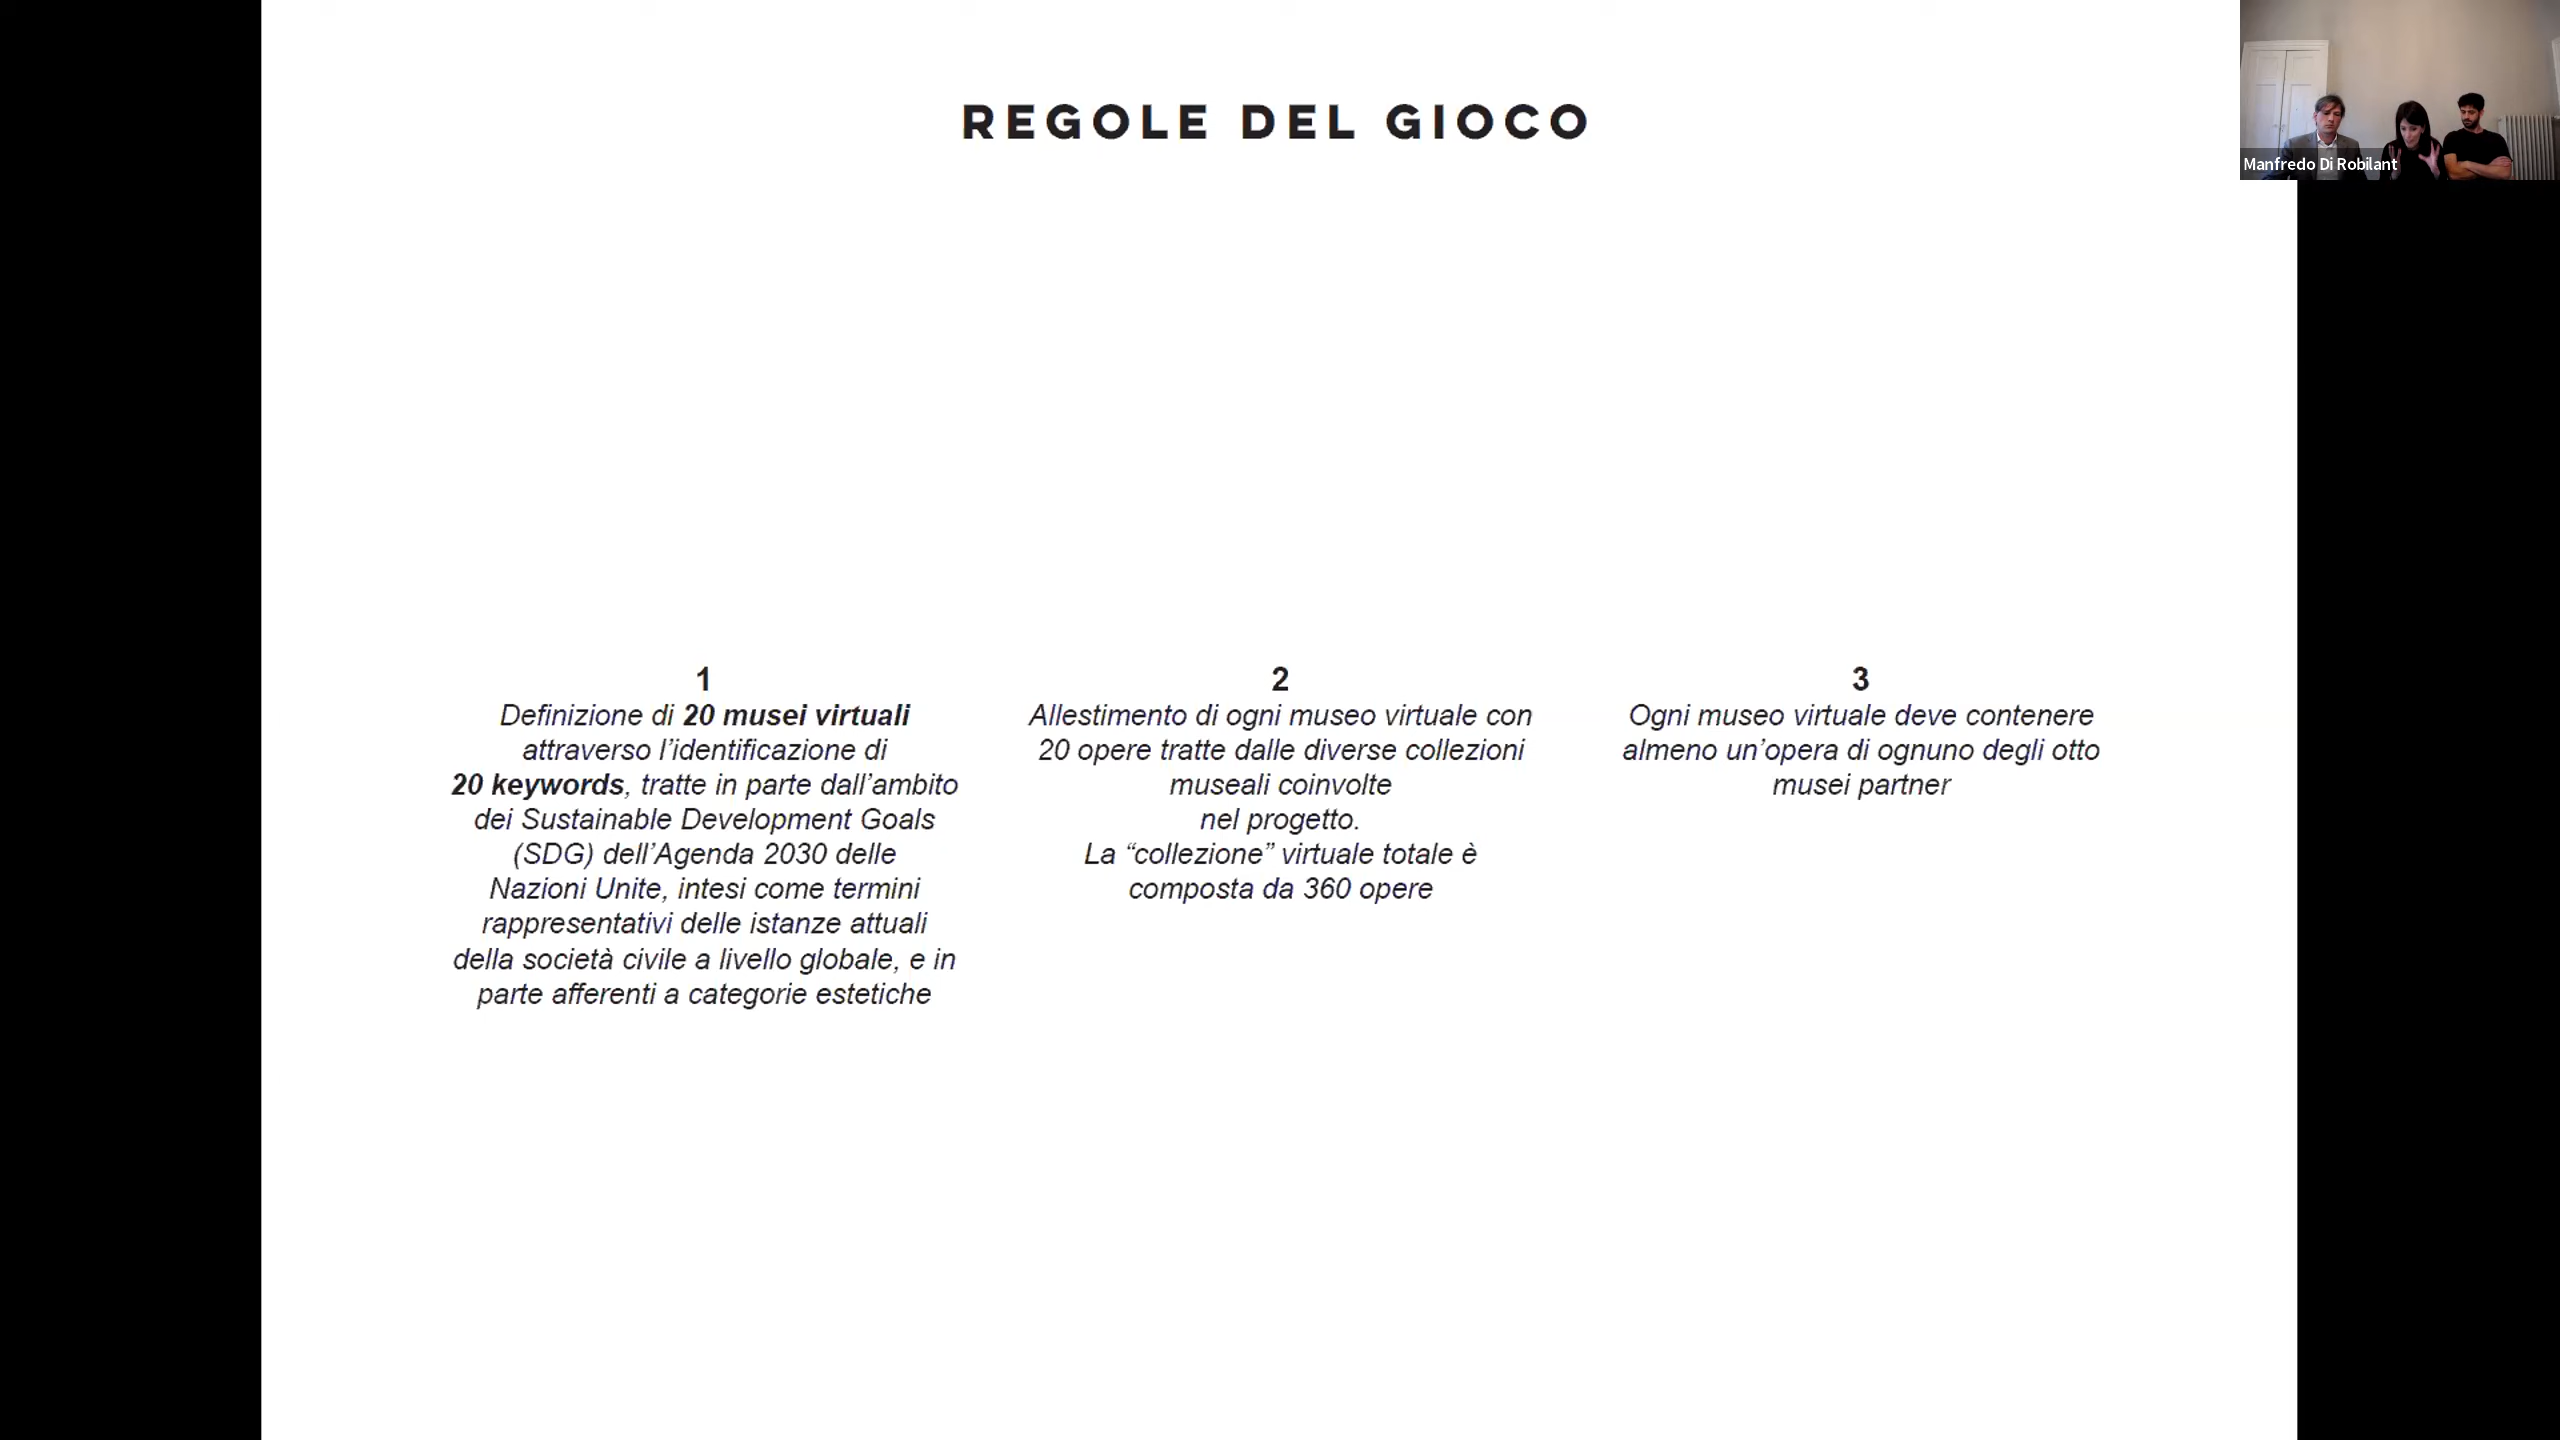 REGOLE DEL GIOCO
Manfredo Di Robilant
1
Definizione di 20 musei virtuali
attraverso l’identificazione di
20 keywords, tratte in parte dall’ambito
dei Sustainable Development Goals
(SDG) dell’Agenda 2030 delle
Nazioni Unite, intesi come termini
rappresentativi delle istanze attuali
della società civile a livello globale, e in
parte afferenti a categorie estetiche
2
Allestimento di ogni museo virtuale con
20 opere tratte dalle diverse collezioni
museali coinvolte
nel progetto.
La “collezione” virtuale totale è
composta da 360 opere
3
Ogni museo virtuale deve contenere
almeno un’opera di ognuno degli otto
musei partner